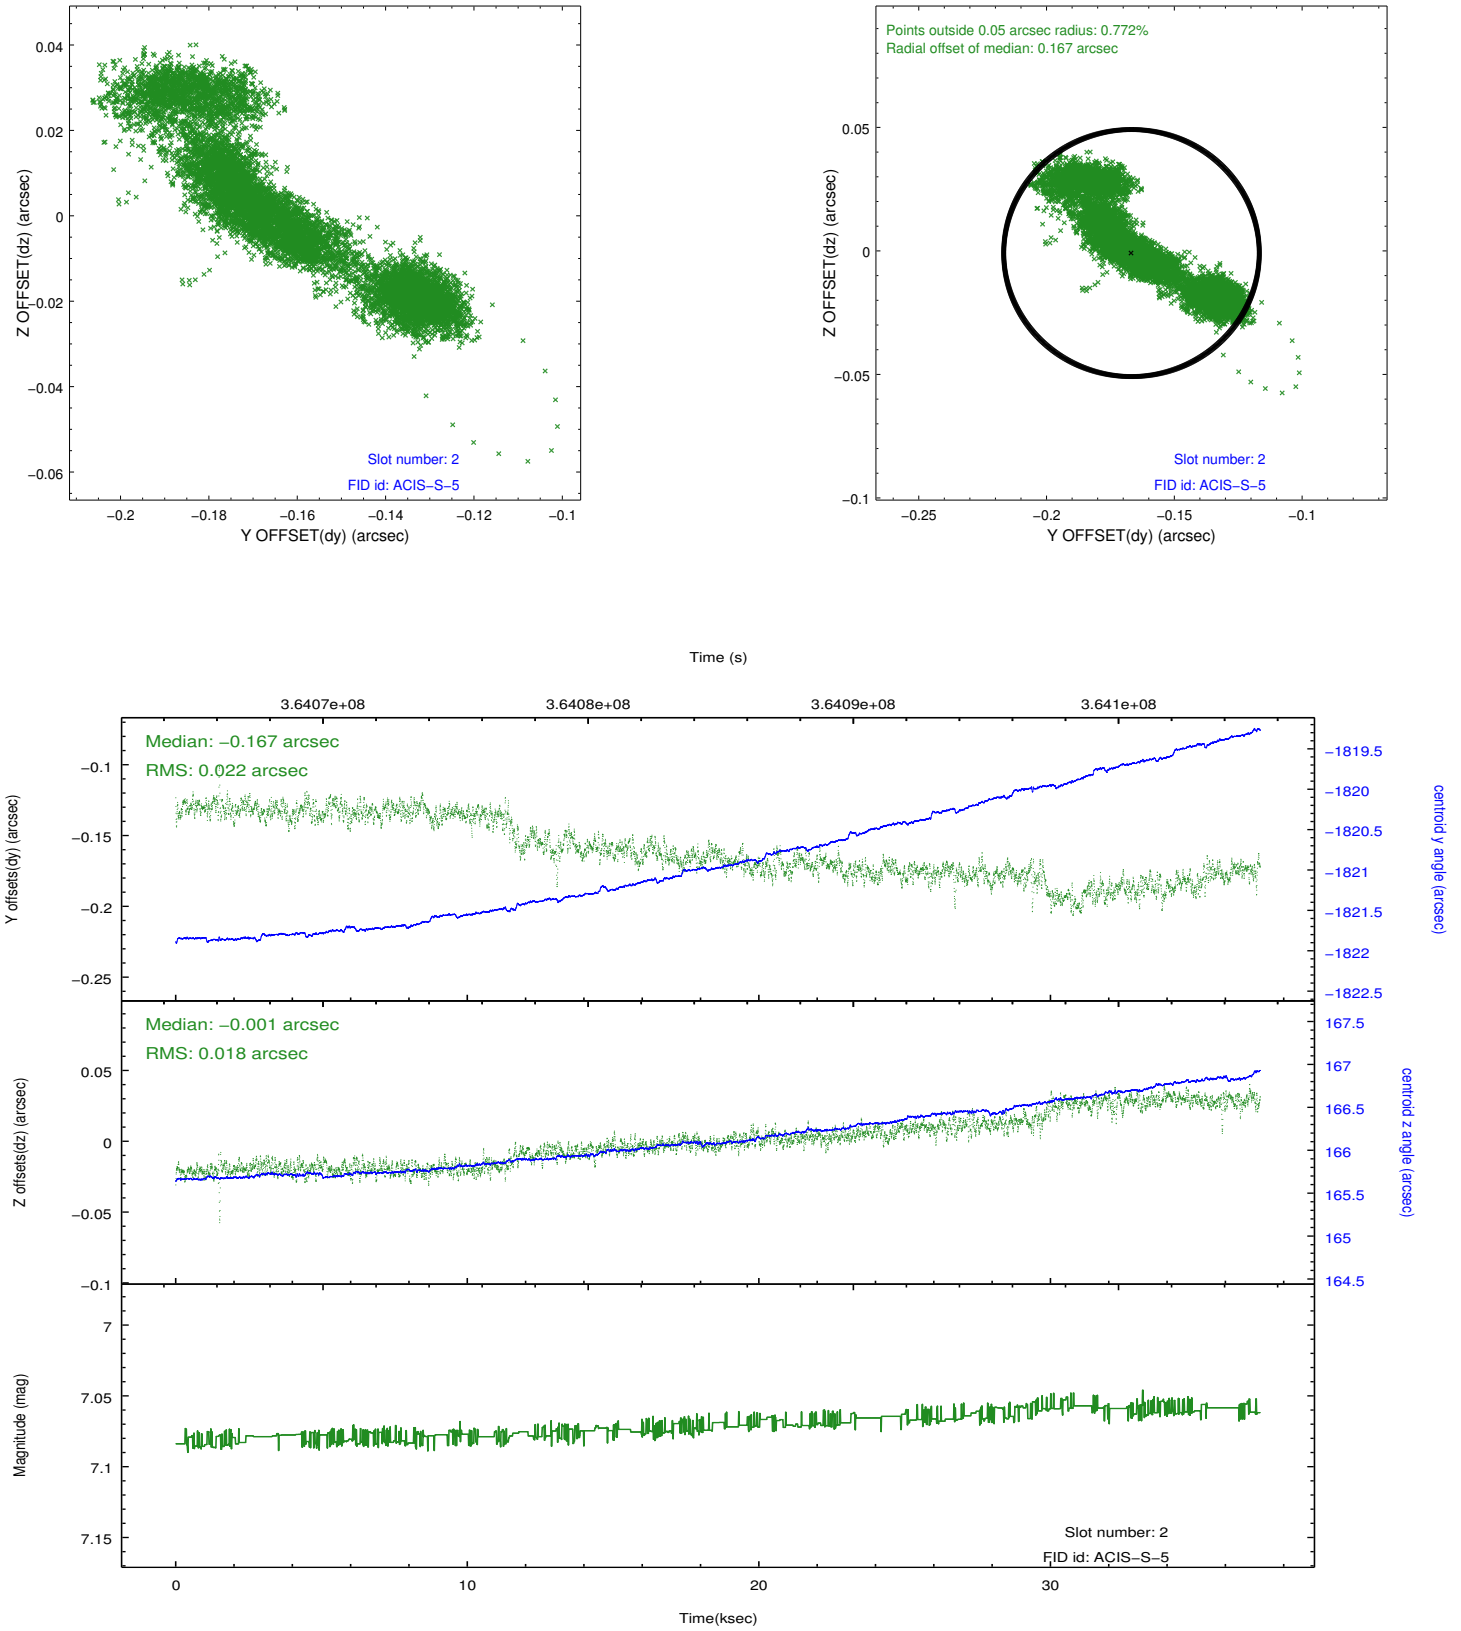 0.04
0.02
0
−0.02
−0.04
−0.06
Z OFFSET(dz) (arcsec)
Slot number: 2
FID id: ACIS−S−5
−0.2 −0.18 −0.16 −0.14 −0.12 −0.1
Y OFFSET(dy) (arcsec)
Points outside 0.05 arcsec radius: 0.772%
Radial offset of median: 0.167 arcsec
0.05
0
−0.05
−0.1
Z OFFSET(dz) (arcsec)
Slot number: 2
FID id: ACIS−S−5
−0.25 −0.2 −0.15 −0.1
Y OFFSET(dy) (arcsec)
Time (s)
3.6407e+08 3.6408e+08 3.6409e+08 3.641e+08
Median: −0.167 arcsec
RMS: 0.022 arcsec
−0.1
−0.15
−0.2
−0.25
Y offsets(dy) (arcsec)
−1819.5
−1820
−1820.5
−1821
−1821.5
−1822
−1822.5
centroid y angle (arcsec)
Median: −0.001 arcsec
RMS: 0.018 arcsec
0.05
0
−0.05
−0.1
Z offsets(dz) (arcsec)
167.5
167
166.5
166
165.5
165
164.5
centroid z angle (arcsec)
7
7.05
7.1
7.15
Magnitude (mag)
Slot number: 2
FID id: ACIS−S−5
0 10 20 30
Time(ksec)